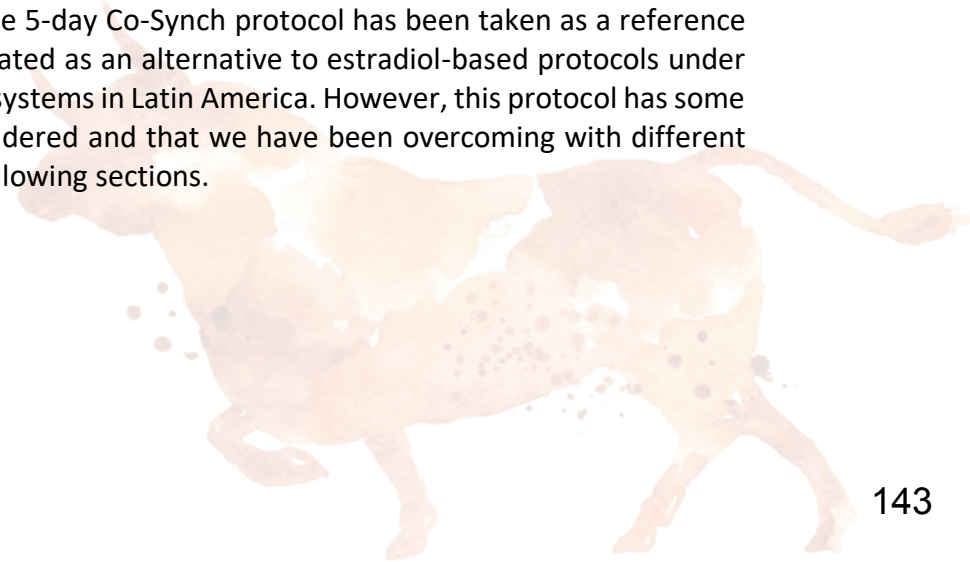 e 5-day Co-Synch protocol has been taken as a reference
ated as an alternative to estradiol-based protocols under
systems in Latin America. However, this protocol has some
dered and that we have been overcoming with different
lowing sections.
143